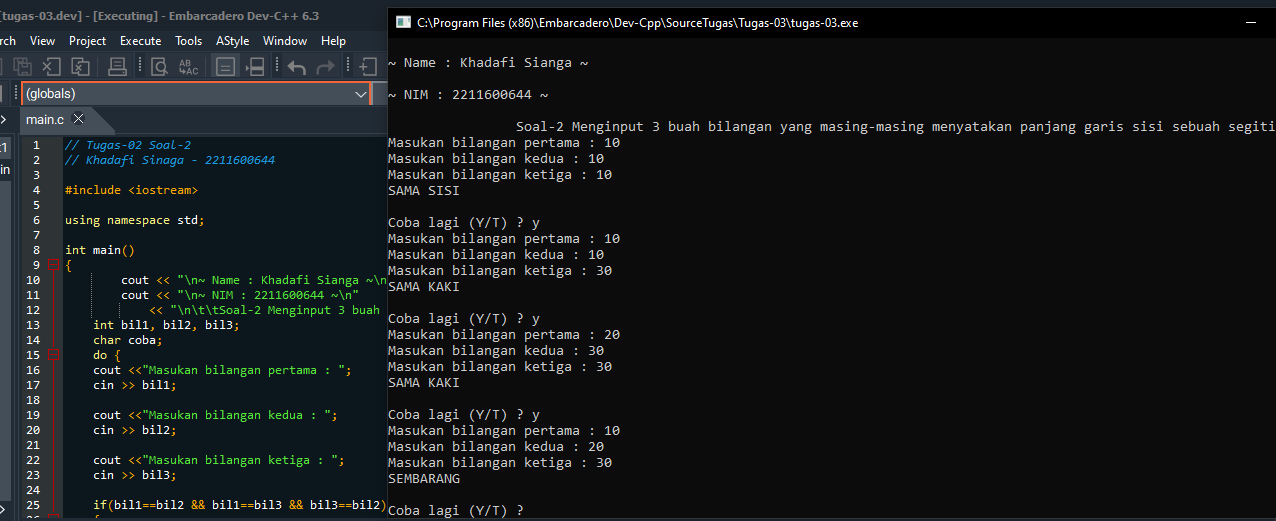 [tugas-03.dev] - [Executing] - Embarcadero Dev-C++ 6.3
rch View Project Execute Tools AStyle Window Help
(globals)
main.c
1 // Tugas-02 Soal-2
2 // Khadafi Sinaga - 2211600644
3
4 #include <iostream>
5
6 using namespace std;
7
8 int main()
9 {
10 cout << "\n~ Name : Khadafi Sianga ~\n
11 cout << "\n~ NIM : 2211600644 ~\n"
12 << "\n\t\tSoal-2 Menginput 3 buah
13 int bil1, bil2, bil3;
14 char coba;
15 do {
16 cout <<"Masukan bilangan pertama : ";
17 cin >> bil1;
18
19 cout <<"Masukan bilangan kedua : ";
20 cin >> bil2;
21
22 cout <<"Masukan bilangan ketiga : ";
23 cin >> bil3;
24
25 if(bil1==bil2 && bil1==bil3 && bil3==bil2)
C:\Program Files (x86)\Embarcadero\Dev-Cpp\SourceTugas\Tugas-03\tugas-03.exe
~ Name : Khadafi Sianga ~
~ NIM : 2211600644 ~
Soal-2 Menginput 3 buah bilangan yang masing-masing menyatakan panjang garis sisi sebuah segiti
Masukan bilangan pertama : 10
Masukan bilangan kedua : 10
Masukan bilangan ketiga : 10
SAMA SISI
Coba lagi (Y/T) ? y
Masukan bilangan pertama : 10
Masukan bilangan kedua : 10
Masukan bilangan ketiga : 30
SAMA KAKI
Coba lagi (Y/T) ? y
Masukan bilangan pertama : 20
Masukan bilangan kedua : 30
Masukan bilangan ketiga : 30
SAMA KAKI
Coba lagi (Y/T) ? y
Masukan bilangan pertama : 10
Masukan bilangan kedua : 20
Masukan bilangan ketiga : 30
SEMBARANG
Coba lagi (Y/T) ?